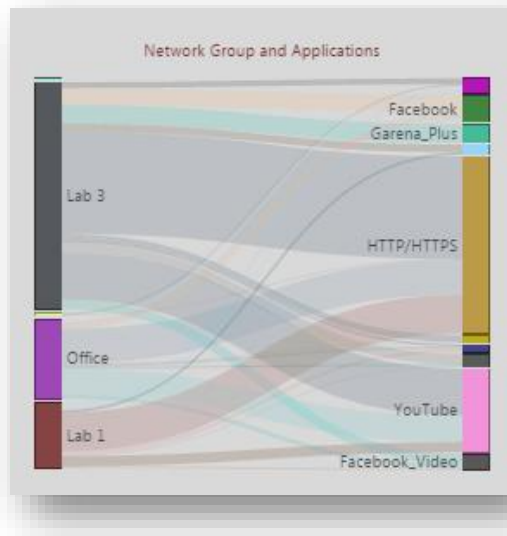 Network Group and Applications
Facebook
Garena_Plus
Lab 3
HTTP/HTTPS
Office
YouTube
Lab 1
Facebook_Video